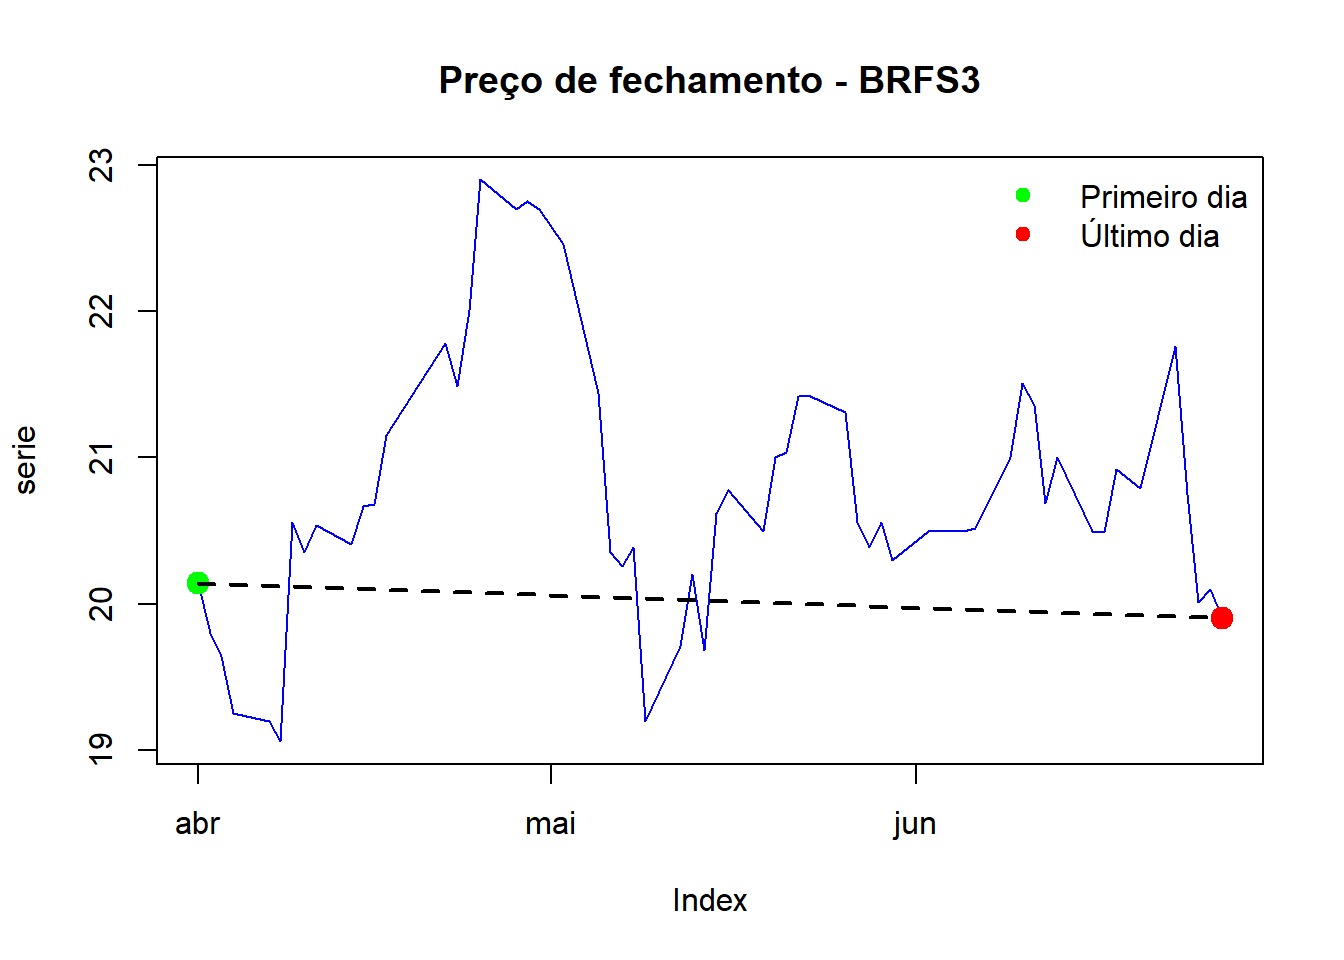 Preço de fechamento - BRFS3
Primeiro dia
Último dia
serie
23
22
21
20
19
abr
mai
jun
Index